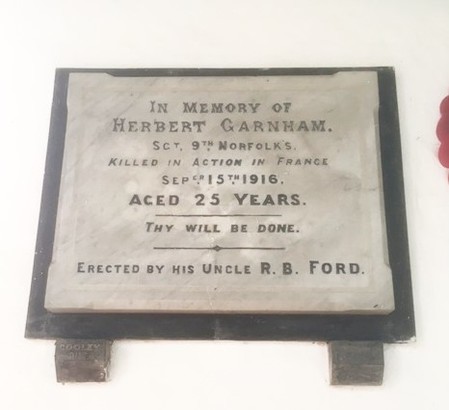 In Memory of
Herbert Garnham.
Sgt. 9th Norfolks.
Killed in Action in France
Seper. 15th 1916.
Aged 25 Years.
Thy will be done.
Erected by his Uncle R. B. Ford.